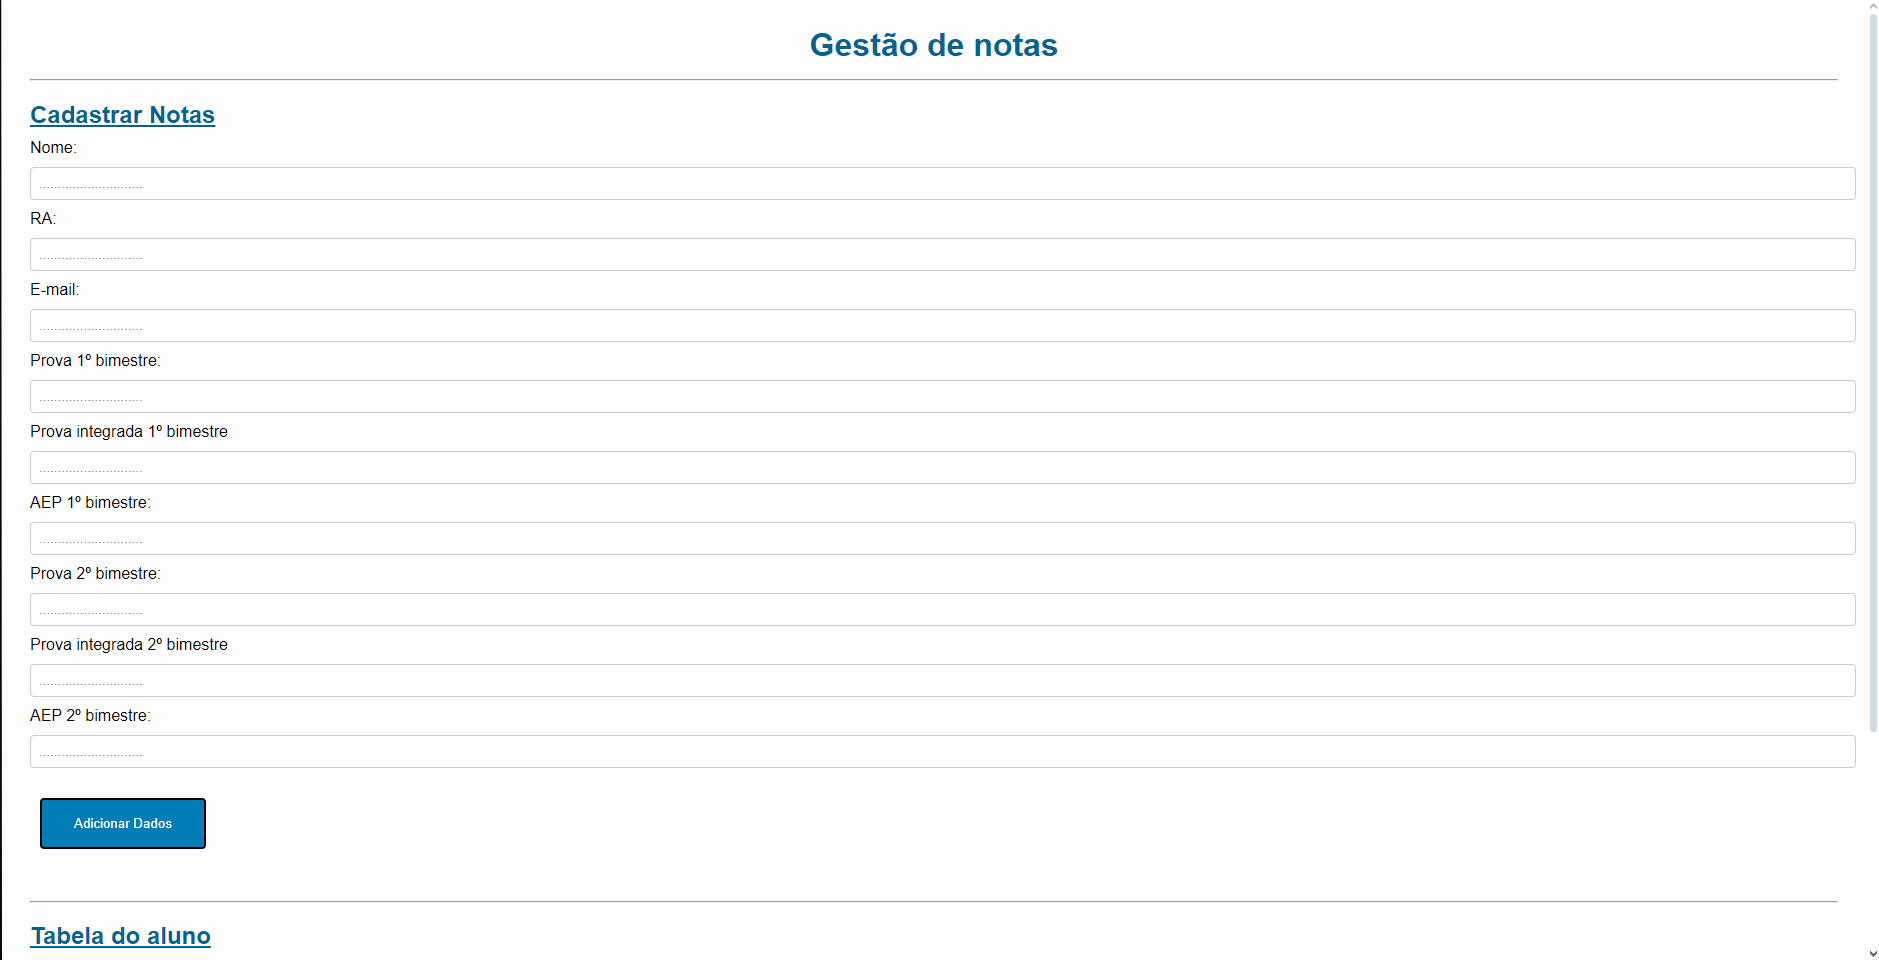 Gestão de notas
Cadastrar Notas
Nome:
............................
RA:
............................
E-mail:
............................
Prova 1º bimestre:
............................
Prova integrada 1º bimestre
............................
AEP 1º bimestre:
............................
Prova 2º bimestre:
............................
Prova integrada 2º bimestre
............................
AEP 2º bimestre:
............................
Adicionar Dados
Tabela do aluno